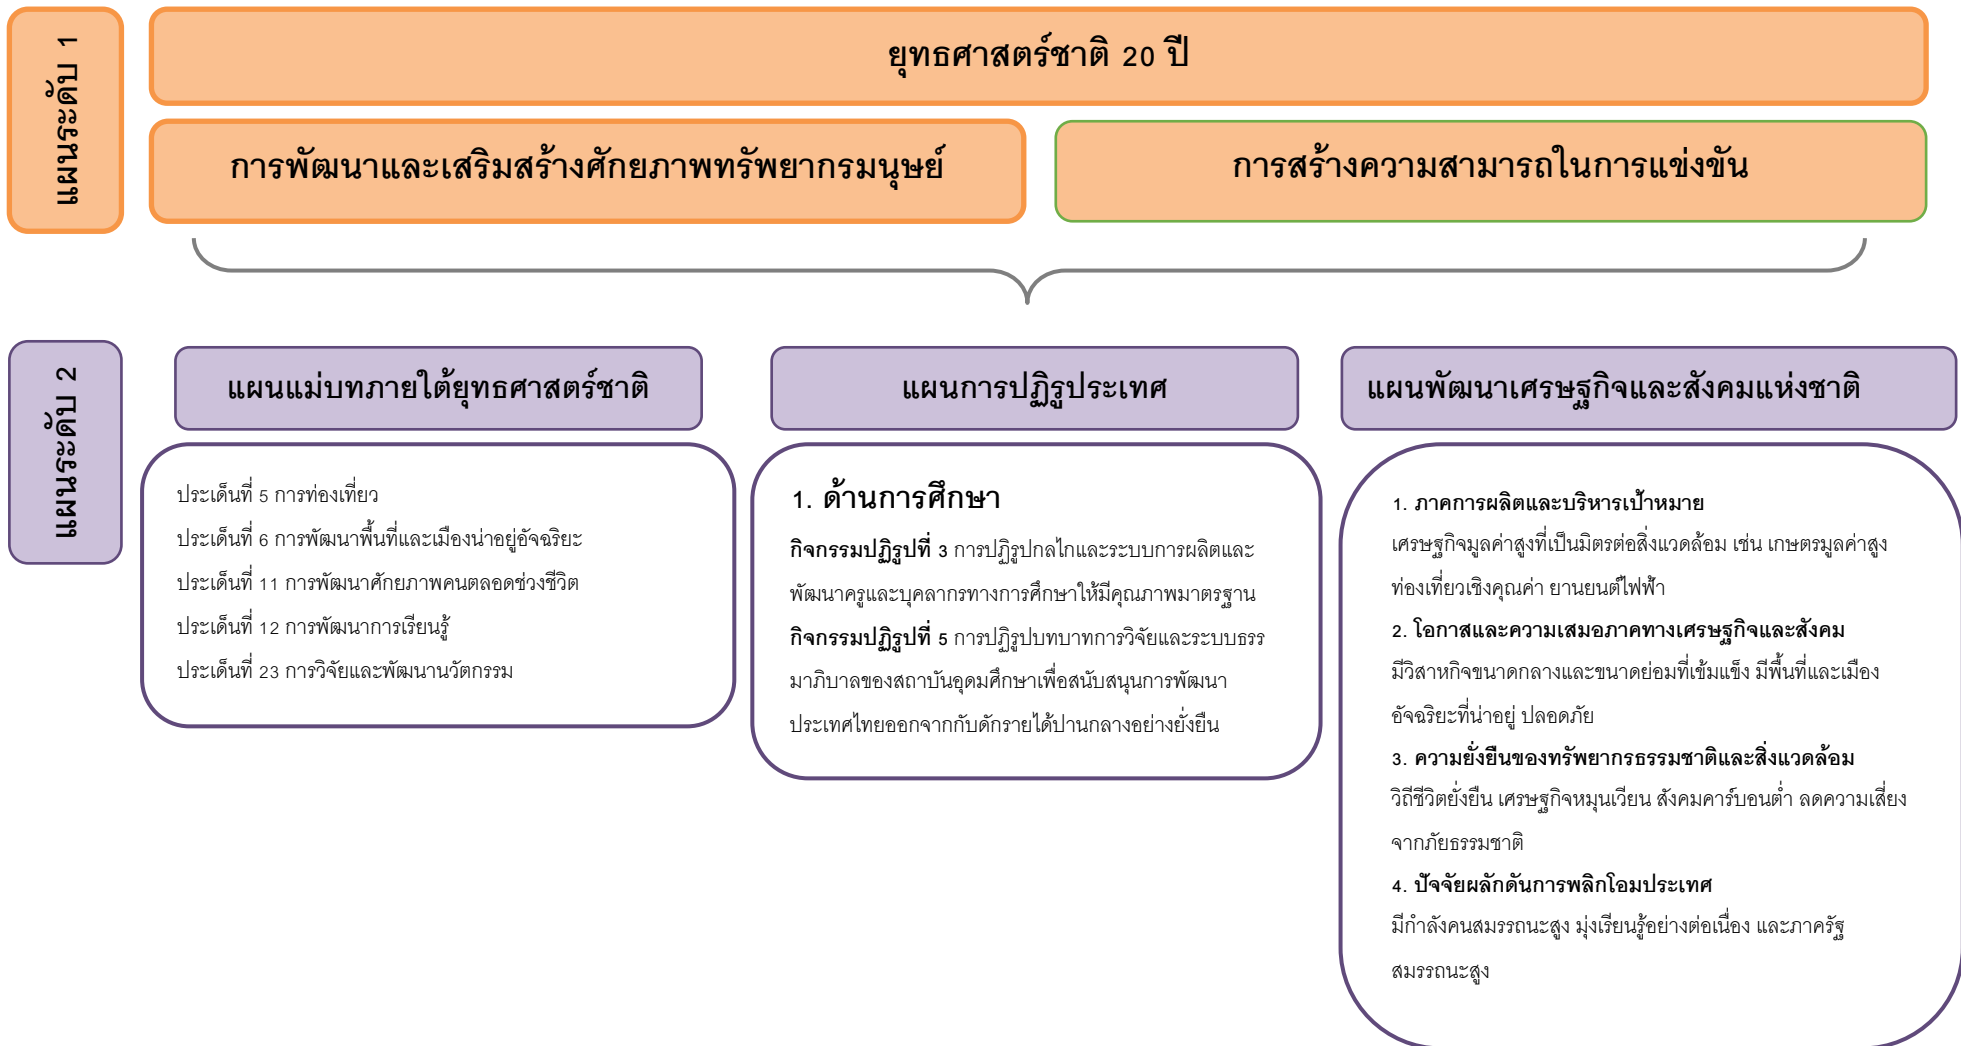 แผนระดับ 1
ยุทธศาสตร์ชาติ 20 ปี
การพัฒนาและเสริมสร้างศักยภาพทรัพยากรมนุษย์
การสร้างความสามารถในการแข่งขัน
แผนระดับ 2
แผนแม่บทภายใต้ยุทธศาสตร์ชาติ
ประเด็นที่ 5 การท่องเที่ยว
ประเด็นที่ 6 การพัฒนาพื้นที่และเมืองน่าอยู่อัจฉริยะ
ประเด็นที่ 11 การพัฒนาศักยภาพคนตลอดช่วงชีวิต
ประเด็นที่ 12 การพัฒนาการเรียนรู้
ประเด็นที่ 23 การวิจัยและพัฒนานวัตกรรม
แผนการปฏิรูประเทศ
1. ด้านการศึกษา
กิจกรรมปฏิรูปที่ 3 การปฏิรูปกลไกและระบบการผลิตและ
พัฒนาครูและบุคลากรทางการศึกษาให้มีคุณภาพมาตรฐาน
กิจกรรมปฏิรูปที่ 5 การปฏิรูปบทบาทการวิจัยและระบบธรร
มาภิบาลของสถาบันอุดมศึกษาเพื่อสนับสนุนการพัฒนา
ประเทศไทยออกจากกับดักรายได้ปานกลางอย่างยั่งยืน
แผนพัฒนาเศรษฐกิจและสังคมแห่งชาติ
1. ภาคการผลิตและบริหารเป้าหมาย
เศรษฐกิจมูลค่าสูงที่เป็นมิตรต่อสิ่งแวดล้อม เช่น เกษตรมูลค่าสูง
ท่องเที่ยวเชิงคุณค่า ยานยนต์ไฟฟ้า
2. โอกาสและความเสมอภาคทางเศรษฐกิจและสังคม
มีวิสาหกิจขนาดกลางและขนาดย่อมที่เข้มแข็ง มีพื้นที่และเมือง
อัจฉริยะที่น่าอยู่ ปลอดภัย
3. ความยั่งยืนของทรัพยากรธรรมชาติและสิ่งแวดล้อม
วิถีชีวิตยั่งยืน เศรษฐกิจหมุนเวียน สังคมคาร์บอนต่ำ ลดความเสี่ยง
จากภัยธรรมชาติ
4. ปัจจัยผลักดันการพลิกโอมประเทศ
มีกำลังคนสมรรถนะสูง มุ่งเรียนรู้อย่างต่อเนื่อง และภาครัฐ
สมรรถนะสูง